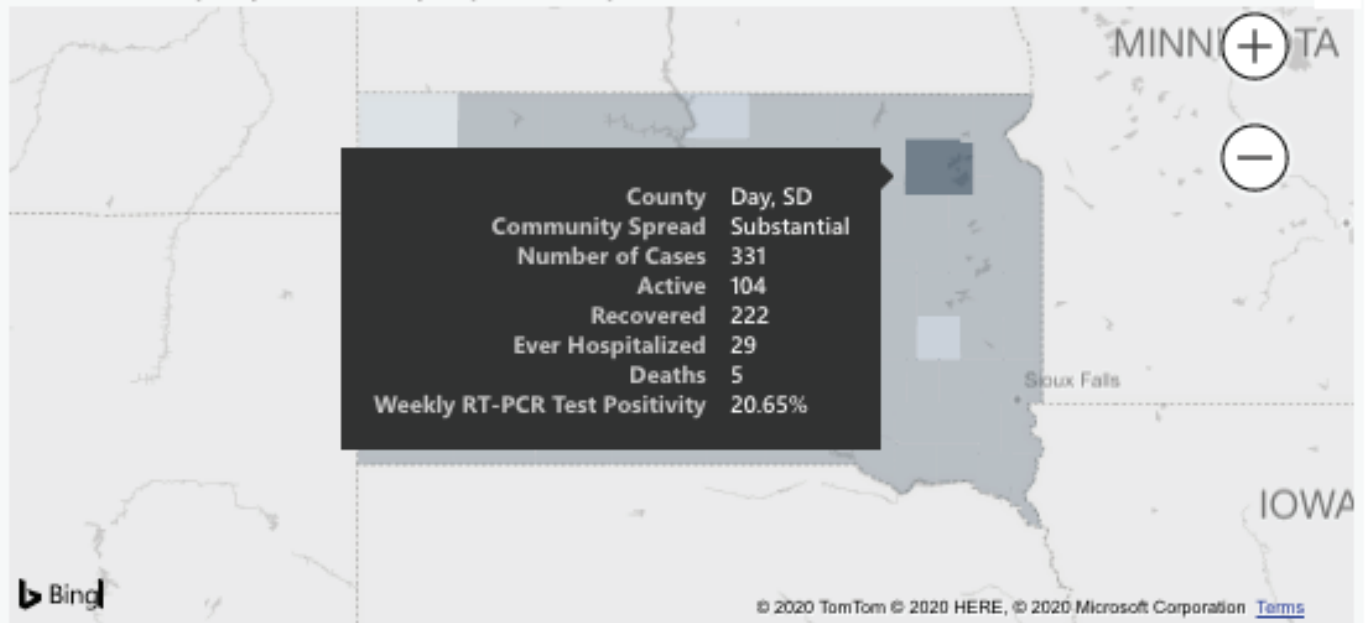 MINN TA
County Day, SD
Community Spread Substantial
Number of Cases 331
Active 104
Recovered 222
Ever Hospitalized 29
Deaths 5
Weekly RT-PCR Test Positivity 20.65%
Sioux Falls
IOWA
Bing
© 2020 TomTom © 2020 HERE, © 2020 Microsoft Corporation Terms